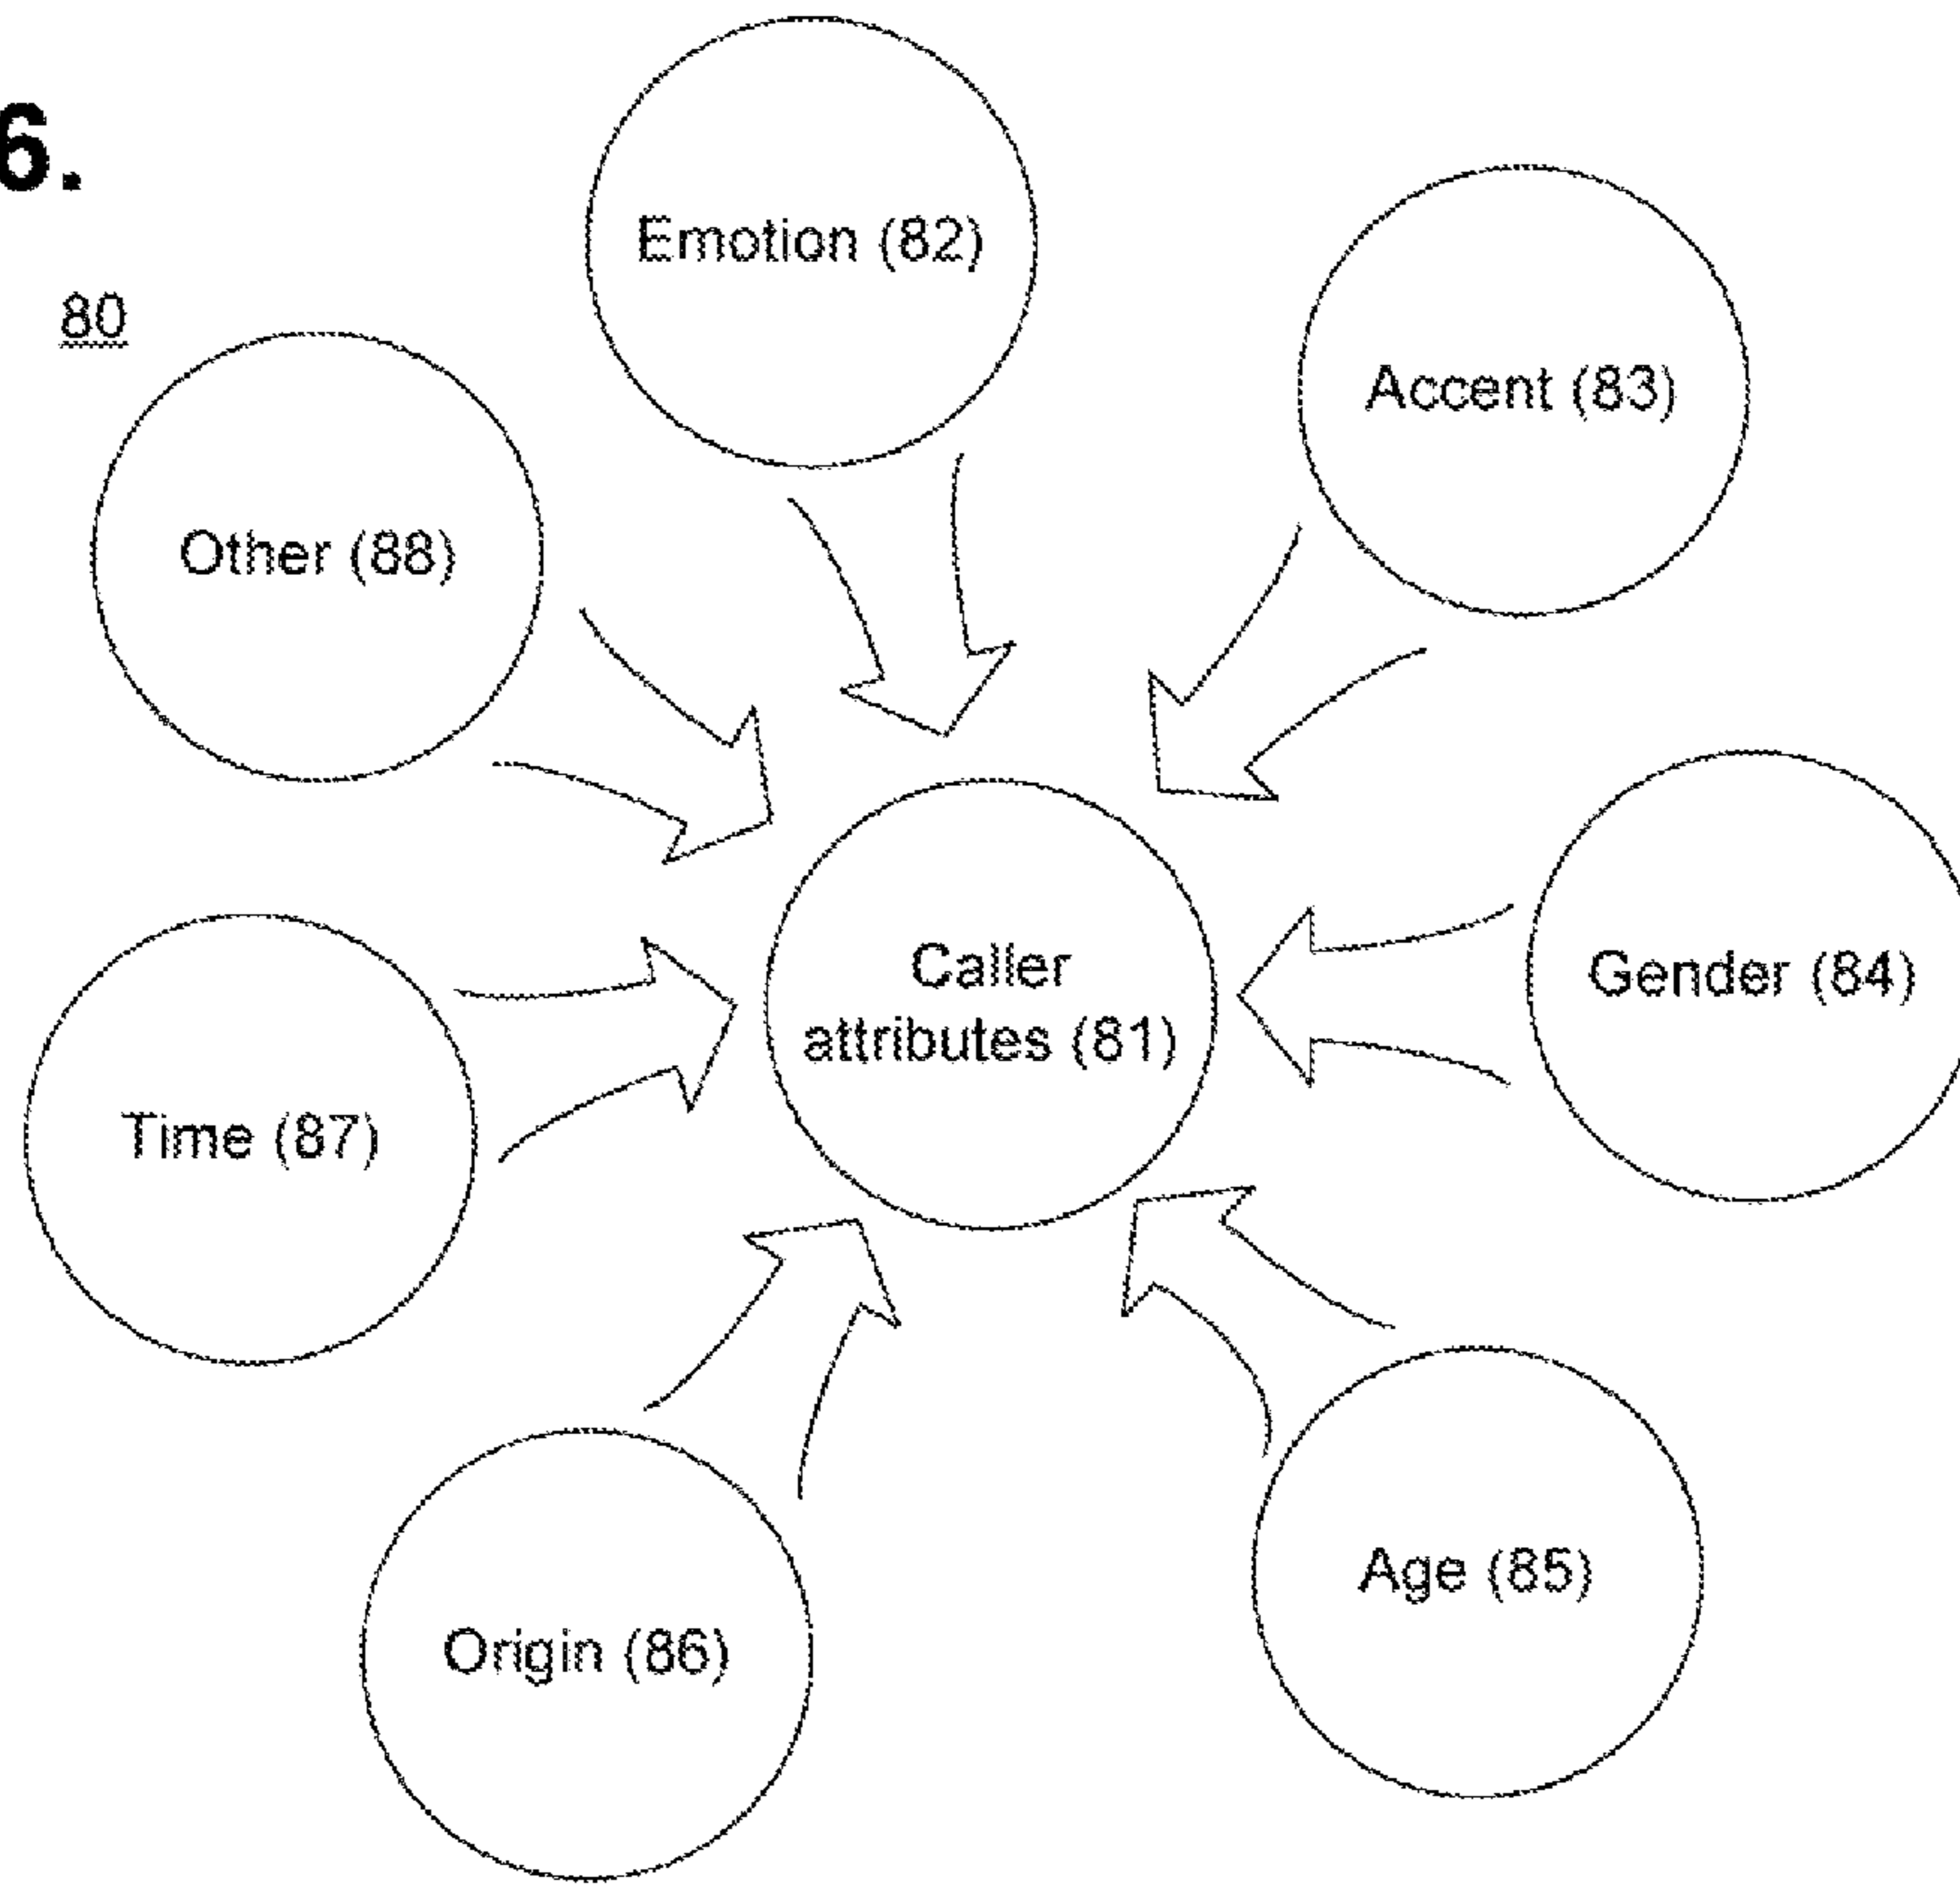 6.
80
Emotion (82)
Accent (83)
Other (88)
Caller
attributes (81)
Gender (84)
Time (87)
Age (85)
Origin (86)